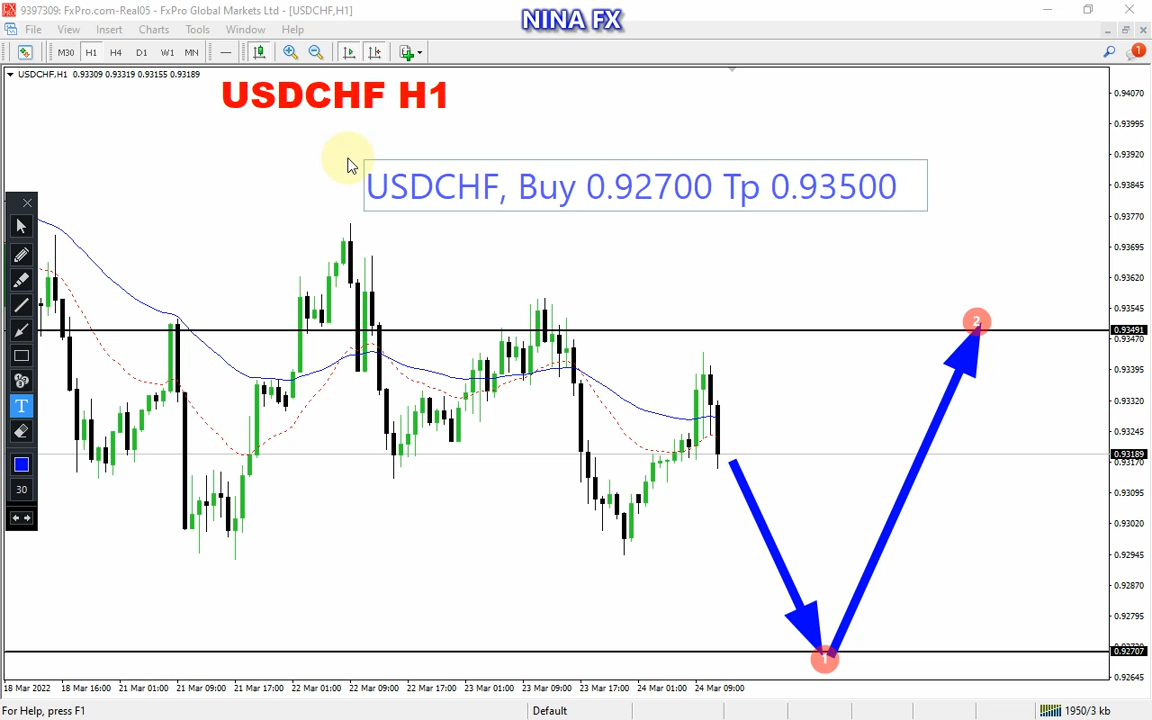 9397309: FxPro.com-Real05 - FxPro Global Markets Ltd - [USDCHF,H1]
NINA FX
File View Insert Charts Tools Window Help
M30 H1 H4 D1 W1 MN
1
USDCHF,H1 0.93309 0.93319 0.93155 0.93189
USDCHF H1
USDCHF, Buy 0.92700 Tp 0.93500
0.94070
0.93995
0.93920
0.93845
0.93770
0.93695
0.93620
0.93545
2
0.93491
0.93470
0.93395
0.93320
0.93245
0.93189
0.93170
0.93095
0.93020
0.92945
0.92870
0.92795
0.92707
1
0.92645
T
30
18 Mar 2022 18 Mar 16:00 21 Mar 01:00 21 Mar 09:00 21 Mar 17:00 22 Mar 01:00 22 Mar 09:00 22 Mar 17:00 23 Mar 01:00 23 Mar 09:00 23 Mar 17:00 24 Mar 01:00 24 Mar 09:00
For Help, press F1 Default 1950/3 kb